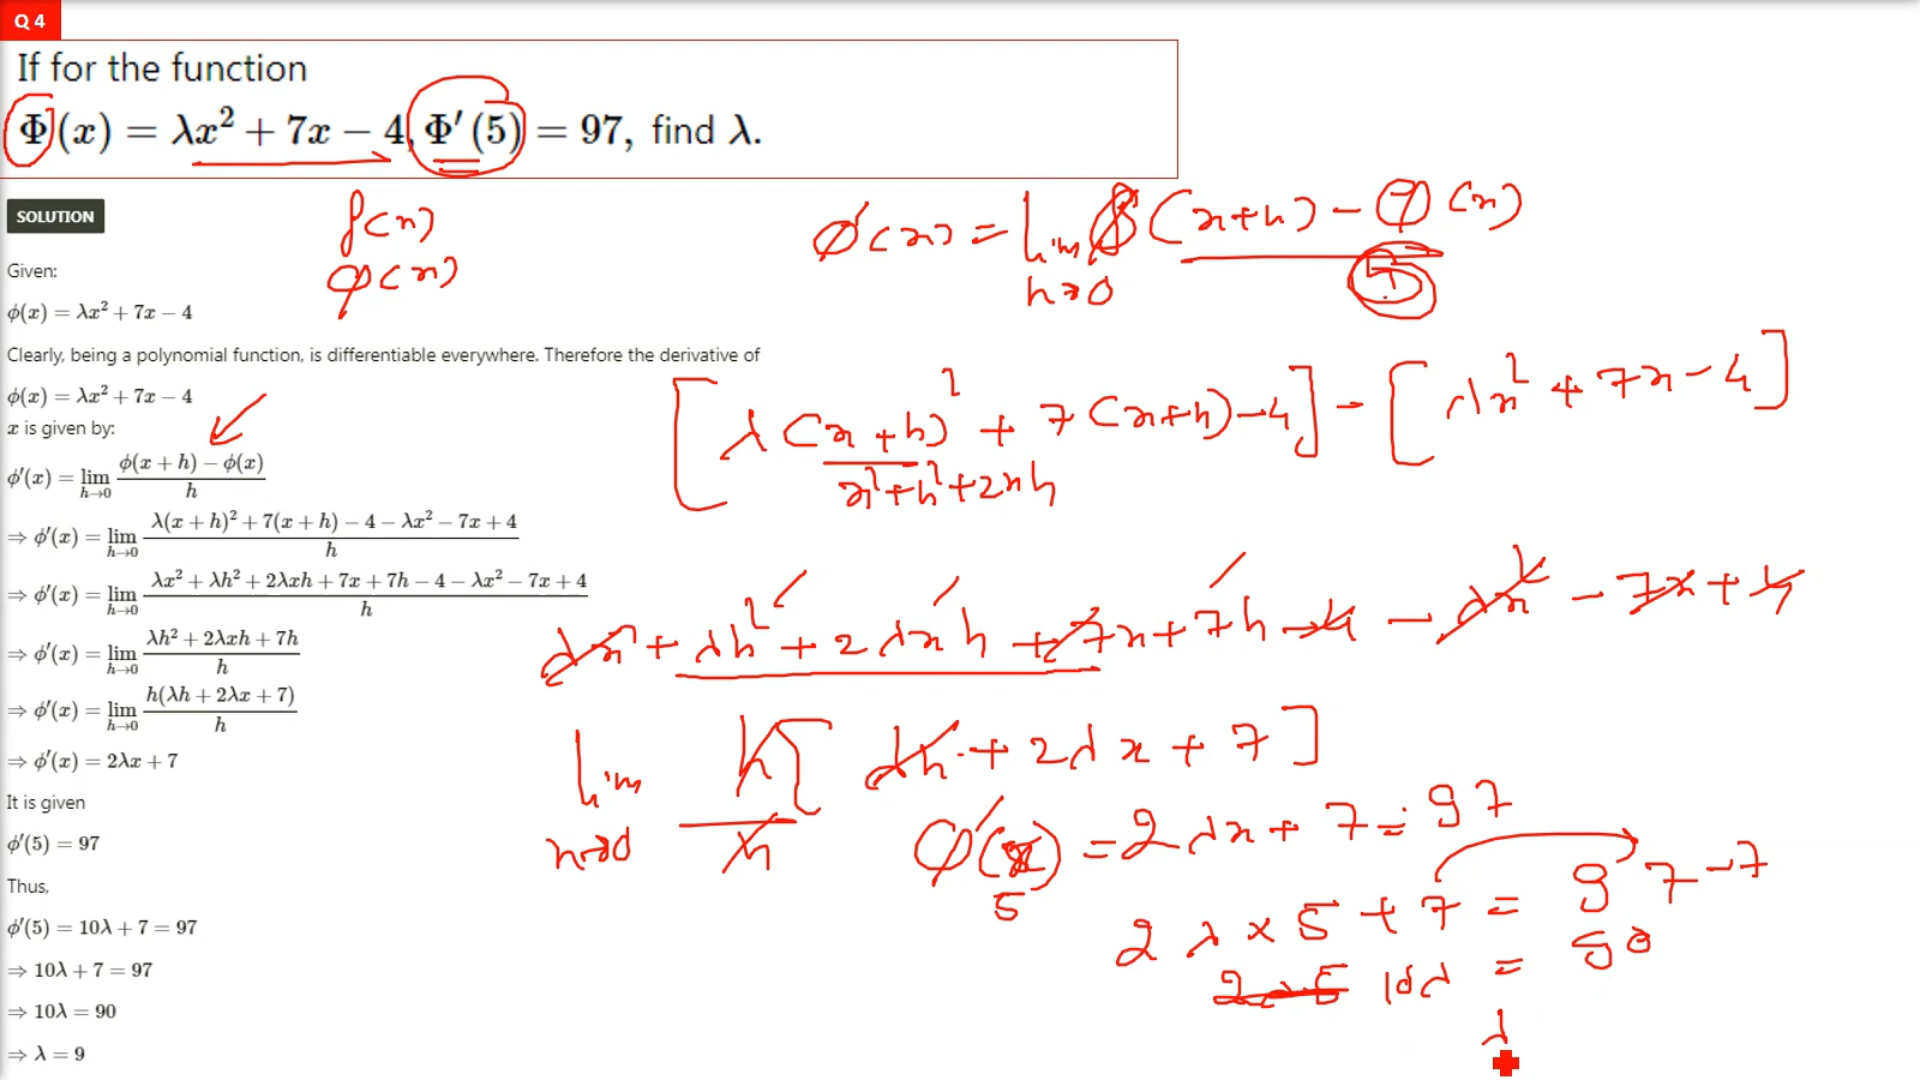 Q 4
If for the function
Φ (x) = λx² + 7x − 4, Φ′ (5) = 97, find λ.
SOLUTION
Given:
ϕ(x) = λx² + 7x − 4
Clearly, being a polynomial function, is differentiable everywhere. Therefore the derivative of
ϕ(x) = λx² + 7x − 4
x is given by:
ϕ′(x) = lim h→0 ϕ(x + h) − ϕ(x) / h
⇒ ϕ′(x) = lim h→0 λ(x + h)² + 7(x + h) − 4 − λx² − 7x + 4 / h
⇒ ϕ′(x) = lim h→0 λx² + λh² + 2λxh + 7x + 7h − 4 − λx² − 7x + 4 / h
⇒ ϕ′(x) = lim h→0 λh² + 2λxh + 7h / h
⇒ ϕ′(x) = lim h→0 h(λh + 2λx + 7) / h
⇒ ϕ′(x) = 2λx + 7
It is given
ϕ′(5) = 97
Thus,
ϕ′(5) = 10λ + 7 = 97
⇒ 10λ + 7 = 97
⇒ 10λ = 90
⇒ λ = 9
f(x)
φ(x)
φ′(x) = lim h→0 φ(x+h) − φ(x) / h
[λ(x+h)² + 7(x+h) − 4] − [λx² + 7x − 4]
x² + h² + 2xh
λx² + λh² + 2λxh + 7x + 7h − 4 − λx² − 7x + 4
lim h→0 h[λh + 2λx + 7] / h
φ′(x) = 2λx + 7 = 97
5
2λ × 5 + 7 = 97 − 7
10λ = 90
λ